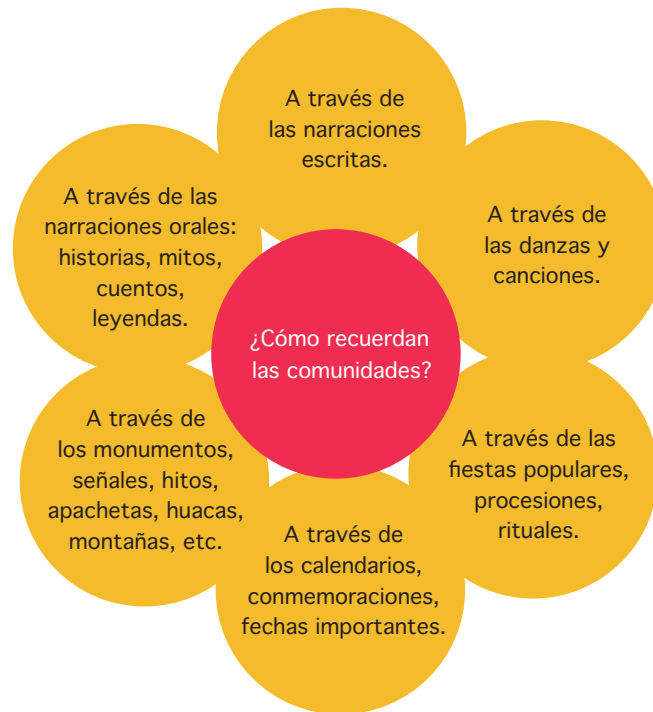 A través de
las narraciones
escritas.
A través de
las danzas y
canciones.
A través de las
fiestas populares,
procesiones,
rituales.
A través de
los calendarios,
conmemoraciones,
fechas importantes.
A través de
los monumentos,
señales, hitos,
apachetas, huacas,
montañas, etc.
A través de las
narraciones orales:
historias, mitos,
cuentos,
leyendas.
¿Cómo recuerdan
las comunidades?